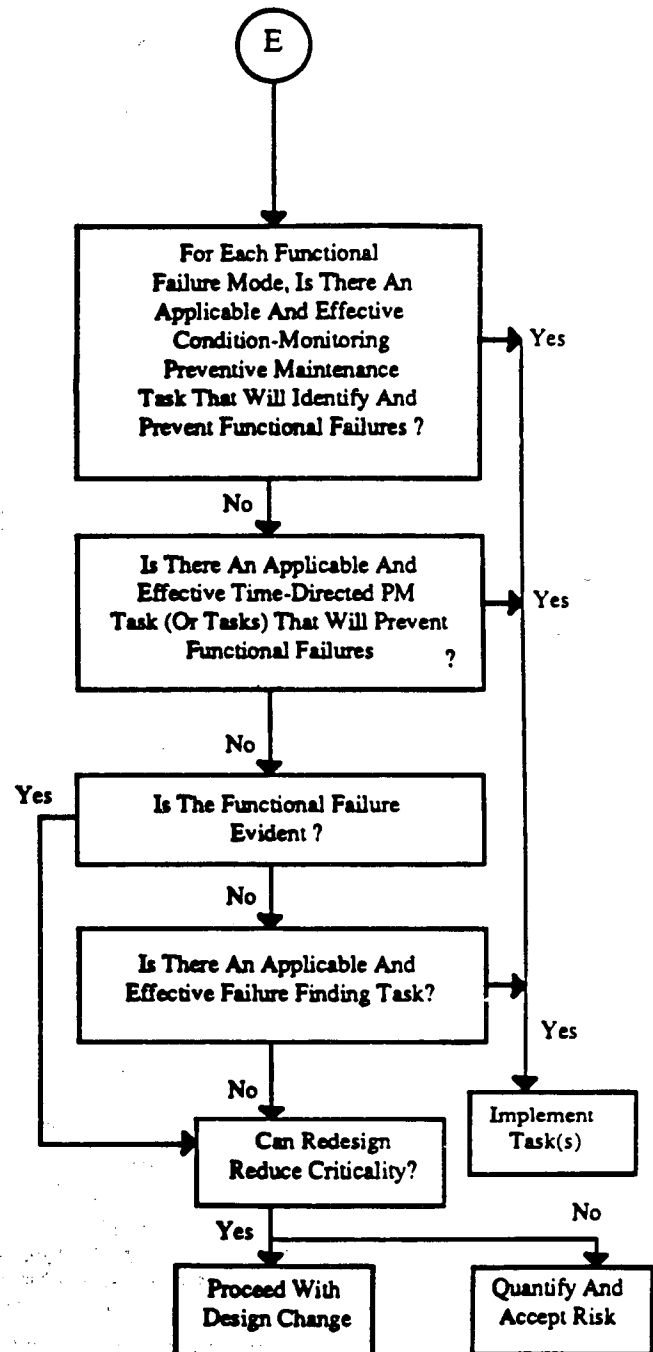 E
For Each Functional
Failure Mode, Is There An
Applicable And Effective
Condition-Monitoring
Preventive Maintenance
Task That Will Identify And
Prevent Functional Failures ?
Yes
No
Is There An Applicable And
Effective Time-Directed PM
Task (Or Tasks) That Will Prevent
Functional Failures ?
Yes
No
Yes
Is The Functional Failure
Evident ?
No
Is There An Applicable And
Effective Failure Finding Task?
Yes
No
Implement
Task(s)
Can Redesign
Reduce Criticality?
Yes
No
Proceed With
Design Change
Quantify And
Accept Risk